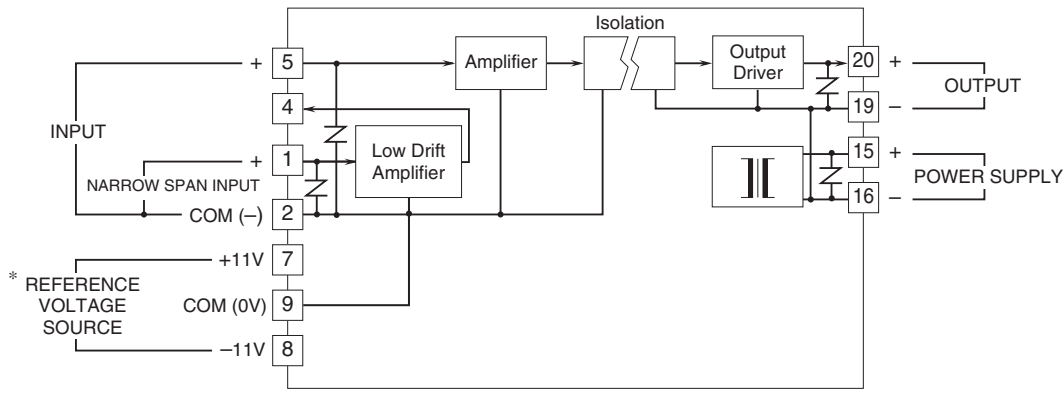 Isolation
+ 5
Amplifier
Output
Driver
20 +
4
19 –
OUTPUT
INPUT
+ 1
Low Drift
Amplifier
15 +
NARROW SPAN INPUT
POWER SUPPLY
COM (–) 2
16 –
+11V 7
* REFERENCE
VOLTAGE
SOURCE
COM (0V) 9
–11V 8